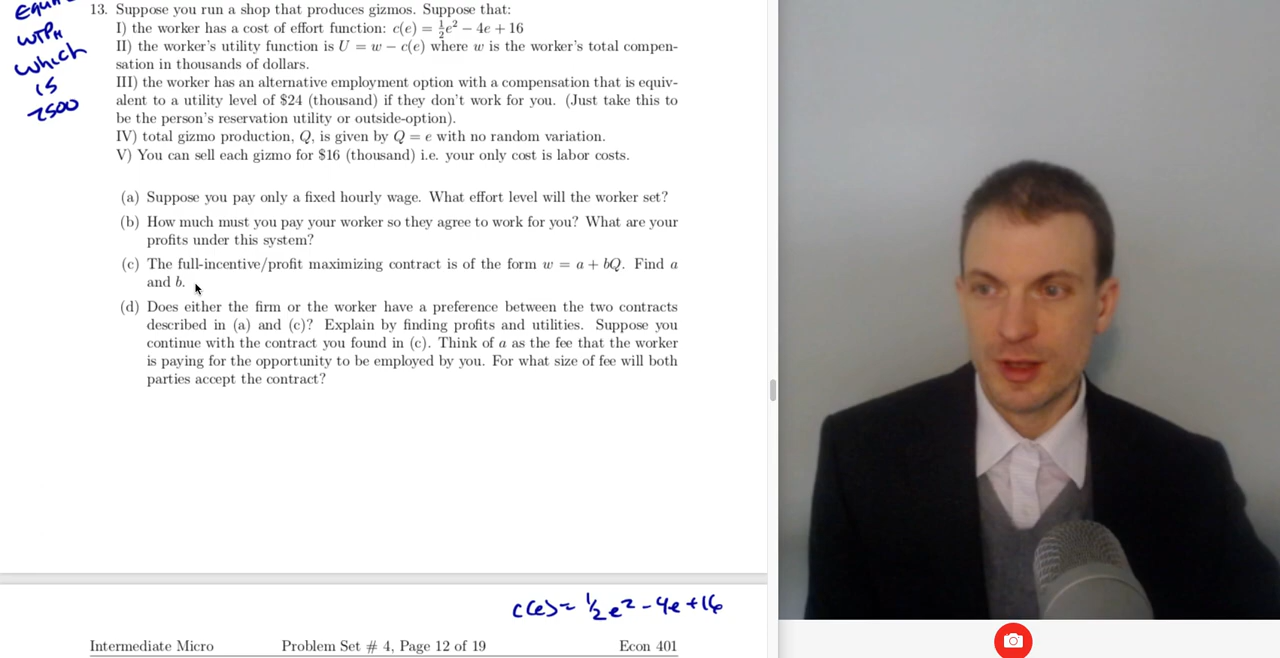 Equ
WTPH
which
is
7500
13. Suppose you run a shop that produces gizmos. Suppose that:
I) the worker has a cost of effort function: c(e) = ½e² − 4e + 16
II) the worker's utility function is U = w − c(e) where w is the worker's total compen-
sation in thousands of dollars.
III) the worker has an alternative employment option with a compensation that is equiv-
alent to a utility level of $24 (thousand) if they don't work for you. (Just take this to
be the person's reservation utility or outside-option).
IV) total gizmo production, Q, is given by Q = e with no random variation.
V) You can sell each gizmo for $16 (thousand) i.e. your only cost is labor costs.
(a) Suppose you pay only a fixed hourly wage. What effort level will the worker set?
(b) How much must you pay your worker so they agree to work for you? What are your
profits under this system?
(c) The full-incentive/profit maximizing contract is of the form w = a + bQ. Find a
and b.
(d) Does either the firm or the worker have a preference between the two contracts
described in (a) and (c)? Explain by finding profits and utilities. Suppose you
continue with the contract you found in (c). Think of a as the fee that the worker
is paying for the opportunity to be employed by you. For what size of fee will both
parties accept the contract?
c(e) = ½e² − 4e + 16
Intermediate Micro Problem Set # 4, Page 12 of 19 Econ 401